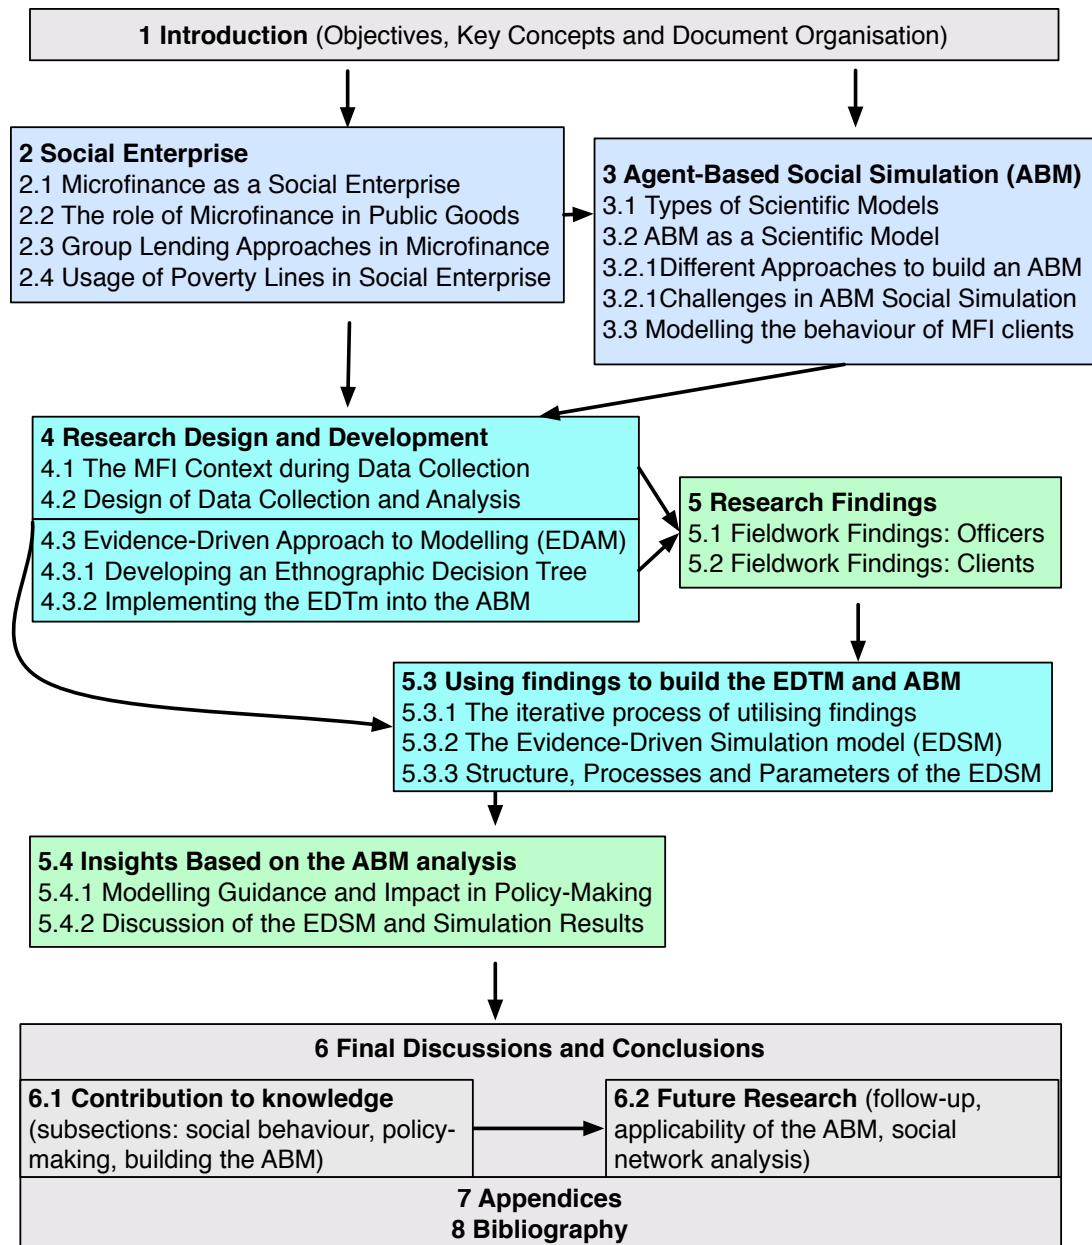 1 Introduction (Objectives, Key Concepts and Document Organisation)
2 Social Enterprise
2.1 Microfinance as a Social Enterprise
2.2 The role of Microfinance in Public Goods
2.3 Group Lending Approaches in Microfinance
2.4 Usage of Poverty Lines in Social Enterprise
3 Agent-Based Social Simulation (ABM)
3.1 Types of Scientific Models
3.2 ABM as a Scientific Model
3.2.1Different Approaches to build an ABM
3.2.1Challenges in ABM Social Simulation
3.3 Modelling the behaviour of MFI clients
4 Research Design and Development
4.1 The MFI Context during Data Collection
4.2 Design of Data Collection and Analysis
4.3 Evidence-Driven Approach to Modelling (EDAM)
4.3.1 Developing an Ethnographic Decision Tree
4.3.2 Implementing the EDTm into the ABM
5 Research Findings
5.1 Fieldwork Findings: Officers
5.2 Fieldwork Findings: Clients
5.3 Using findings to build the EDTM and ABM
5.3.1 The iterative process of utilising findings
5.3.2 The Evidence-Driven Simulation model (EDSM)
5.3.3 Structure, Processes and Parameters of the EDSM
5.4 Insights Based on the ABM analysis
5.4.1 Modelling Guidance and Impact in Policy-Making
5.4.2 Discussion of the EDSM and Simulation Results
6 Final Discussions and Conclusions
6.1 Contribution to knowledge
(subsections: social behaviour, policy-
making, building the ABM)
6.2 Future Research (follow-up,
applicability of the ABM, social
network analysis)
7 Appendices
8 Bibliography